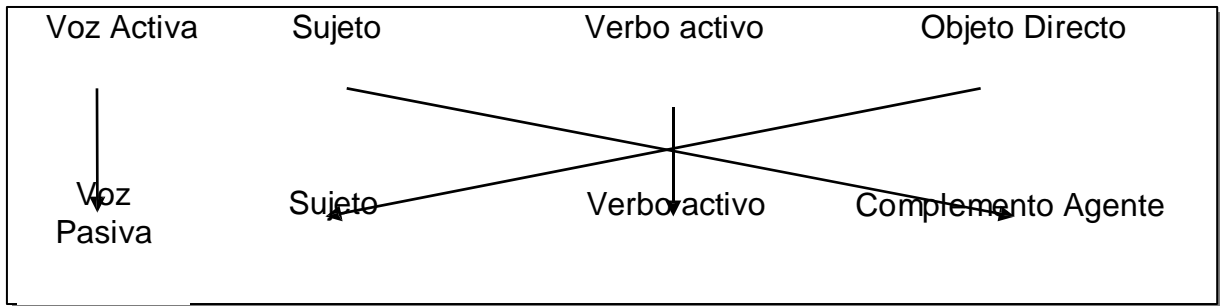 Voz Activa Sujeto Verbo activo Objeto Directo
Voz Pasiva Sujeto Verbo activo Complemento Agente